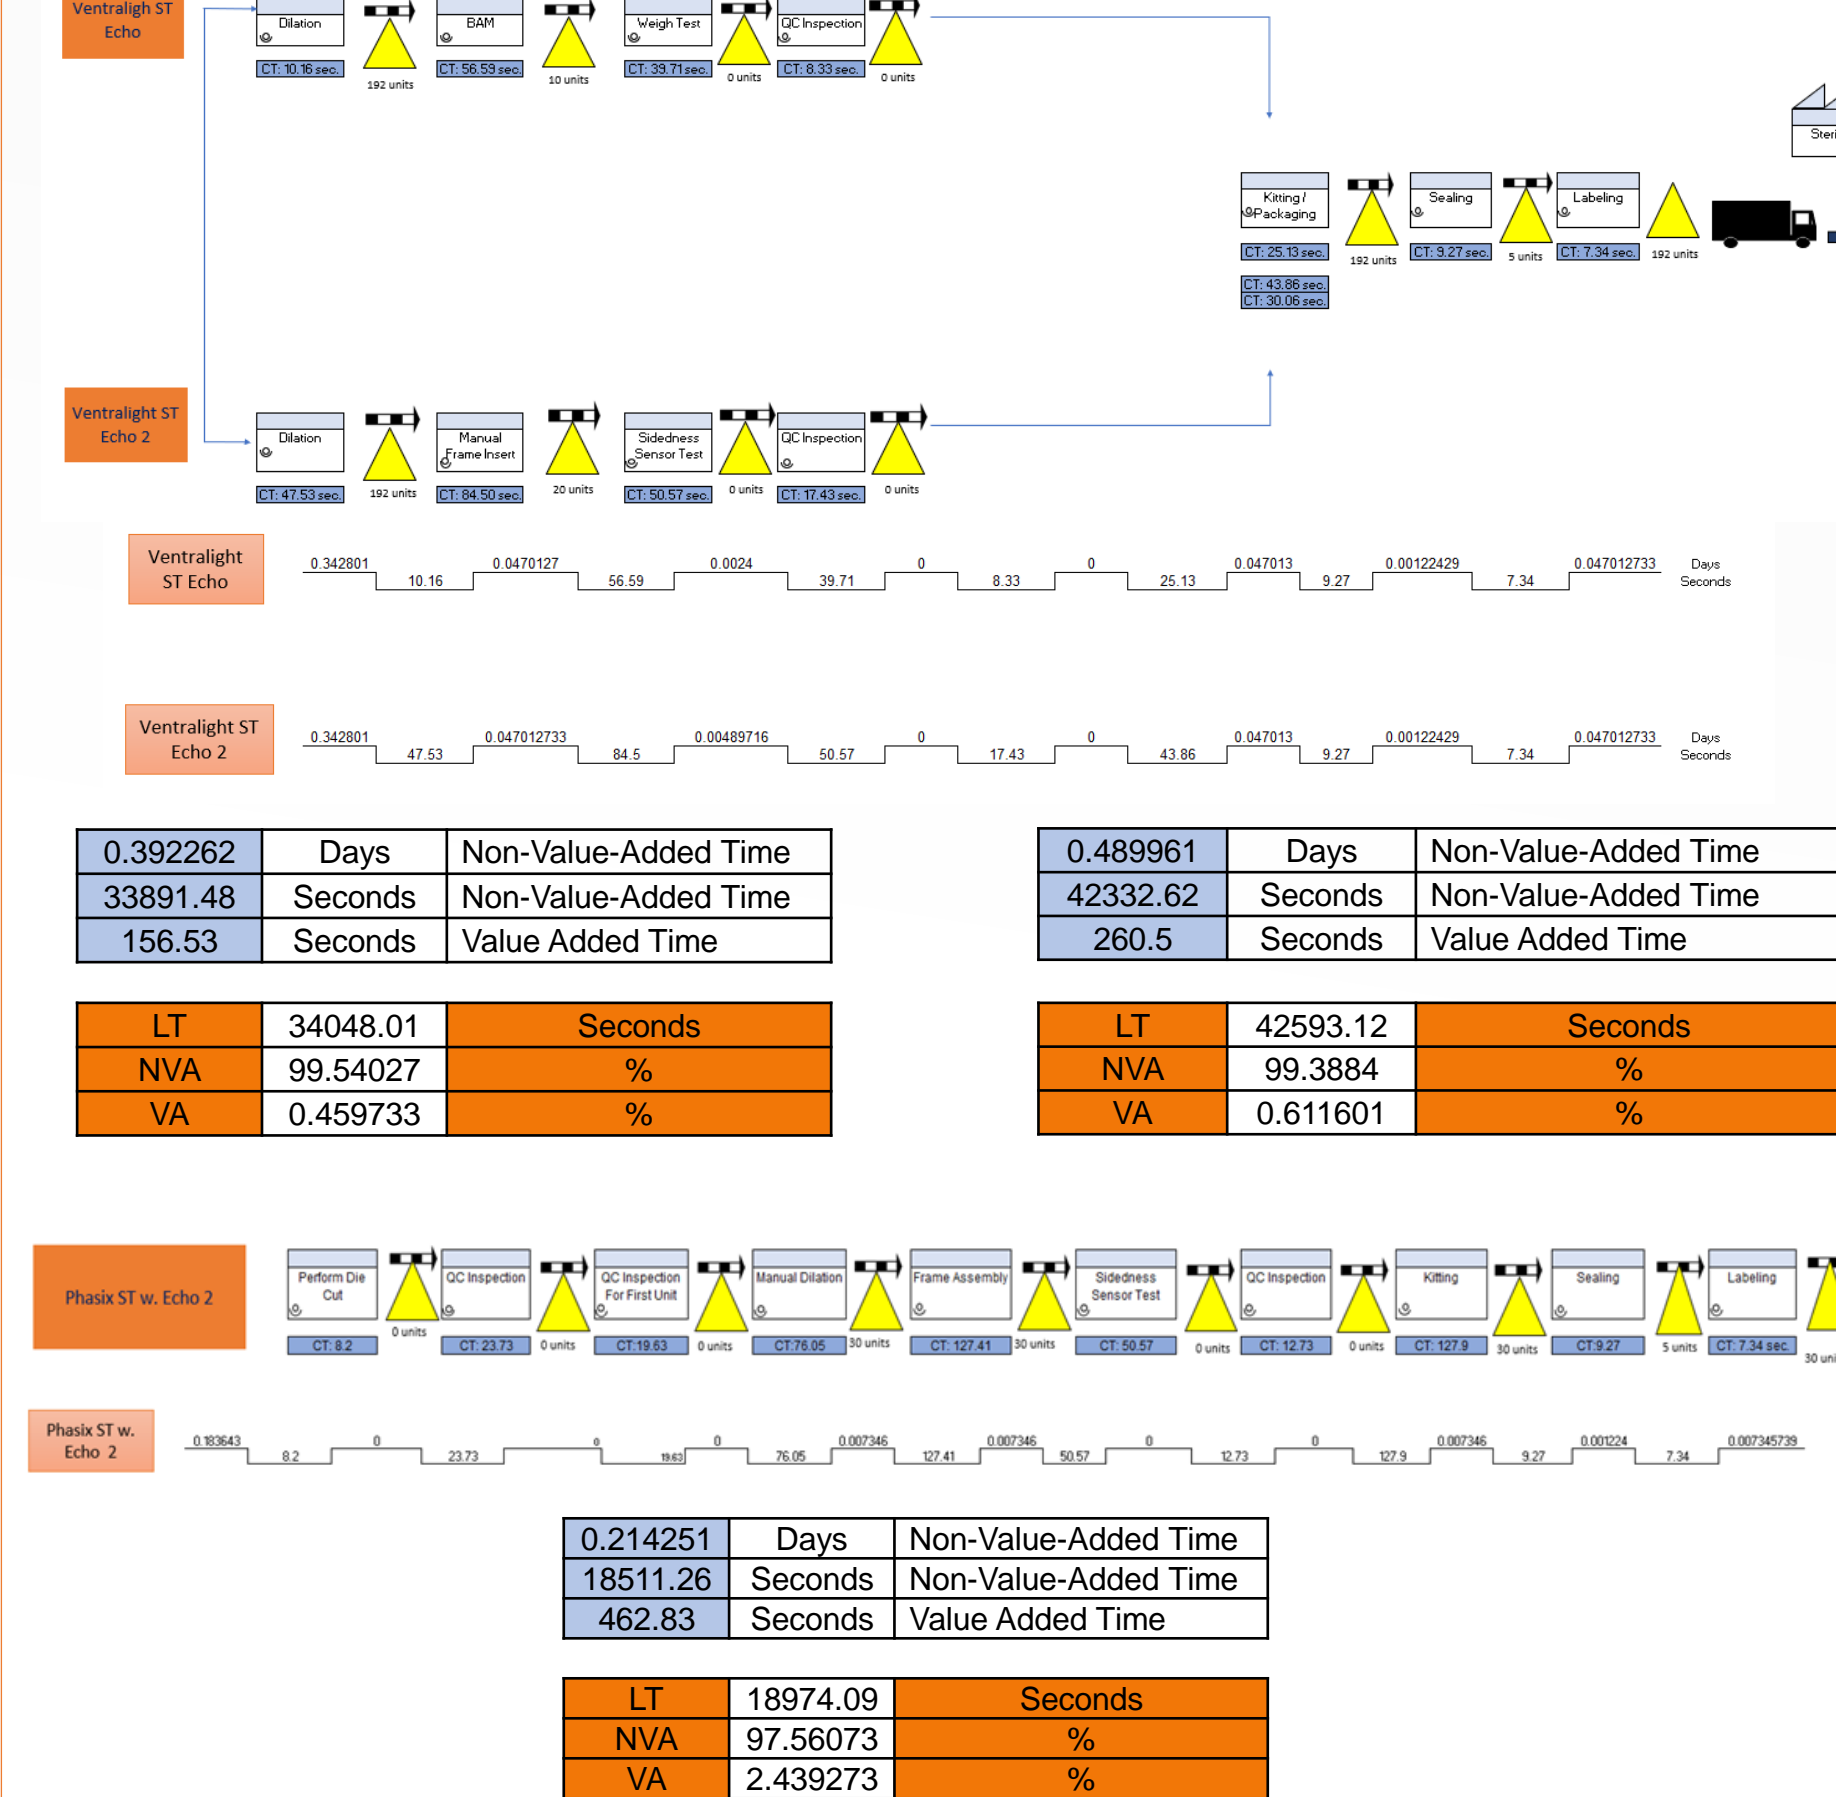 Ventraligh ST
Echo
Dilation
BAM
Weigh Test
QC Inspection
CT: 10.16 sec.
192 units
CT: 56.59 sec.
10 units
CT: 39.71 sec.
0 units
CT: 8.33 sec.
0 units
Kitting /
Packaging
Sealing
Labeling
CT: 25.13 sec.
192 units
CT: 9.27 sec.
5 units
CT: 7.34 sec.
192 units
CT: 43.86 sec.
CT: 30.06 sec.
Ventralight ST
Echo 2
Dilation
Manual
Frame Insert
Sidedness
Sensor Test
QC Inspection
CT: 47.53 sec.
192 units
CT: 84.50 sec.
20 units
CT: 50.57 sec.
0 units
CT: 17.43 sec.
0 units
Ventralight
ST Echo
0.342801 0.0470127 0.0024 0 0 0.047013 0.00122429 0.047012733 Days
10.16 56.59 39.71 8.33 25.13 9.27 7.34 Seconds
Ventralight ST
Echo 2
0.342801 0.047012733 0.00489716 0 0 0.047013 0.00122429 0.047012733 Days
47.53 84.5 50.57 17.43 43.86 9.27 7.34 Seconds
0.392262 Days Non-Value-Added Time
33891.48 Seconds Non-Value-Added Time
156.53 Seconds Value Added Time
LT 34048.01 Seconds
NVA 99.54027 %
VA 0.459733 %
0.489961 Days Non-Value-Added Time
42332.62 Seconds Non-Value-Added Time
260.5 Seconds Value Added Time
LT 42593.12 Seconds
NVA 99.3884 %
VA 0.611601 %
Phasix ST w. Echo 2
Perform Die
Cut
QC Inspection
QC Inspection
For First Unit
Manual Dilation
Frame Assembly
Sidedness
Sensor Test
QC Inspection
Kitting
Sealing
Labeling
CT: 8.2
0 units
CT: 23.73
0 units
CT:19.63
0 units
CT:76.05
30 units
CT: 127.41
30 units
CT: 50.57
0 units
CT: 12.73
0 units
CT: 127.9
30 units
CT:9.27
5 units
CT: 7.34 sec.
30
Phasix ST w.
Echo 2
0.183643 0 0 0 0.007346 0.007346 0 0 0.007346 0.001224 0.007345739
8.2 23.73 19.63 76.05 127.41 50.57 12.73 127.9 9.27 7.34
0.214251 Days Non-Value-Added Time
18511.26 Seconds Non-Value-Added Time
462.83 Seconds Value Added Time
LT 18974.09 Seconds
NVA 97.56073 %
VA 2.439273 %